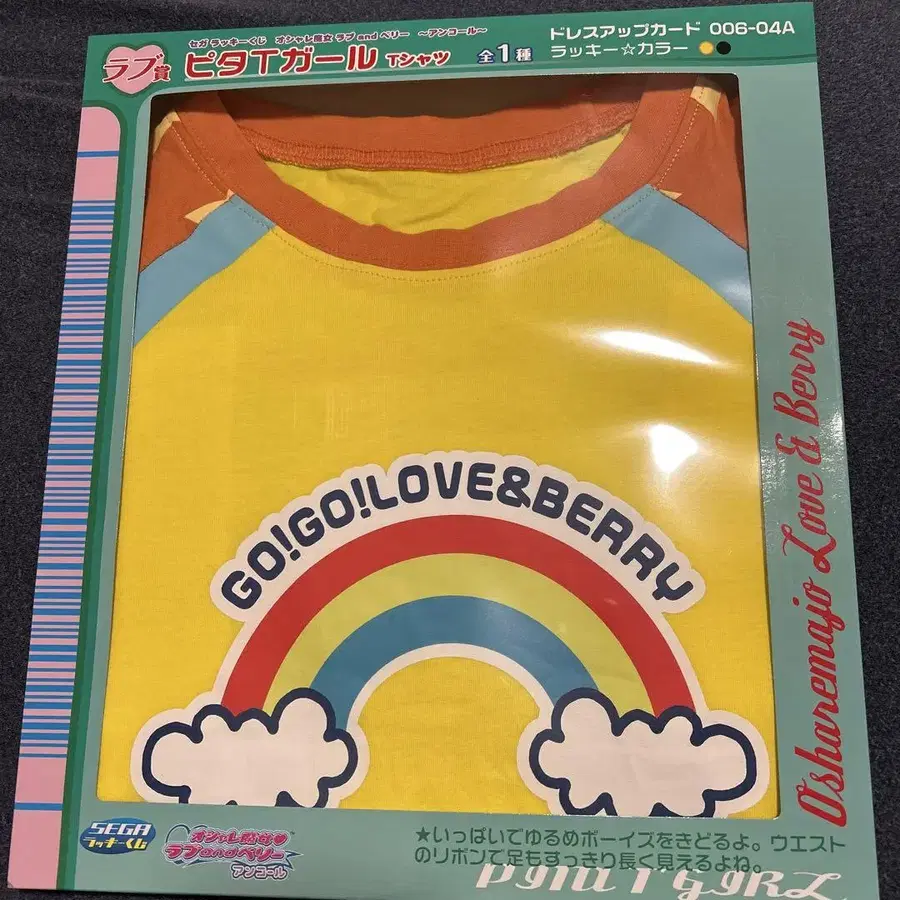 セガ ラッキーくじ オシャレ魔女 ラブ and ベリー ～アンコール～
ラブ賞
ピタTガール Tシャツ 全1種
ドレスアップカード 006-04A
ラッキー☆カラー
GO!GO!LOVE&BERRY
Osharemajo Love & Berry
SEGA
ラッキーくじ
オシャレ魔女
ラブandベリー
アンコール
★いっぱいでゆるめボーイズをきどるよ。ウエスト
のリボンで足もすっきり長く見えるよね。